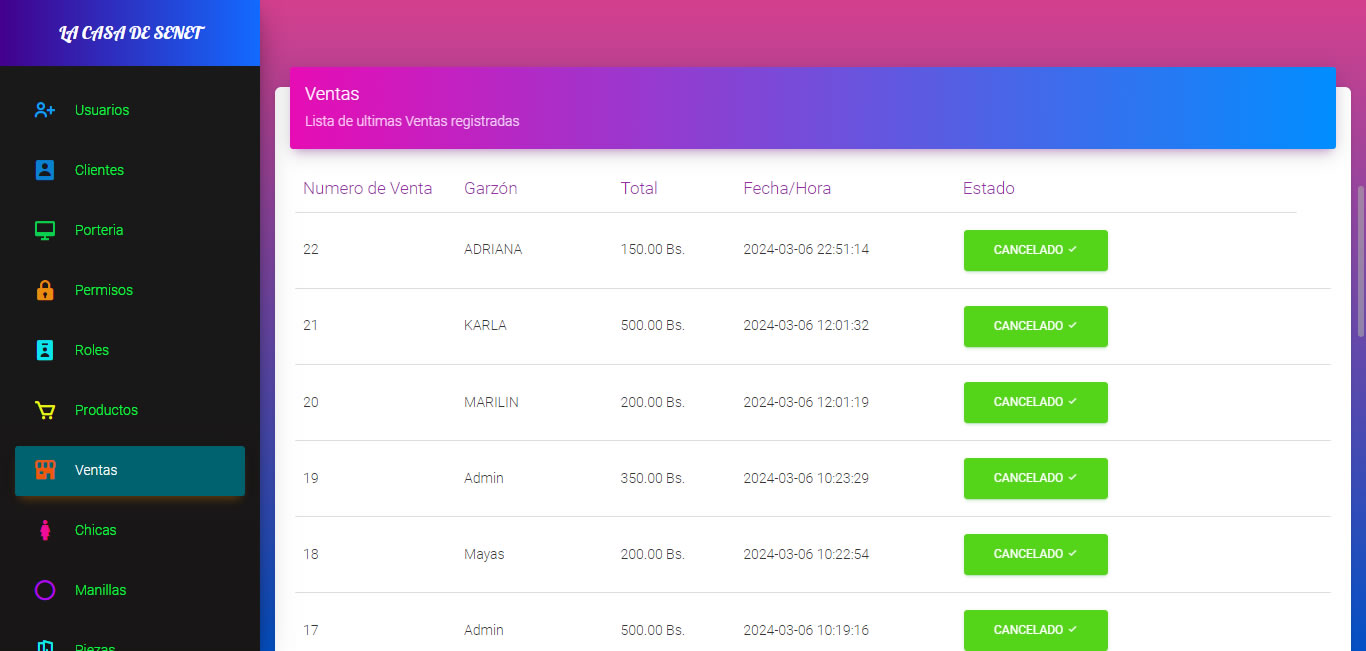 LA CASA DE SENET
Usuarios
Clientes
Porteria
Permisos
Roles
Productos
Ventas
Chicas
Manillas
Piezas
Ventas
Lista de ultimas Ventas registradas
Numero de Venta Garzón Total Fecha/Hora Estado
22 ADRIANA 150.00 Bs. 2024-03-06 22:51:14 CANCELADO
21 KARLA 500.00 Bs. 2024-03-06 12:01:32 CANCELADO
20 MARILIN 200.00 Bs. 2024-03-06 12:01:19 CANCELADO
19 Admin 350.00 Bs. 2024-03-06 10:23:29 CANCELADO
18 Mayas 200.00 Bs. 2024-03-06 10:22:54 CANCELADO
17 Admin 500.00 Bs. 2024-03-06 10:19:16 CANCELADO